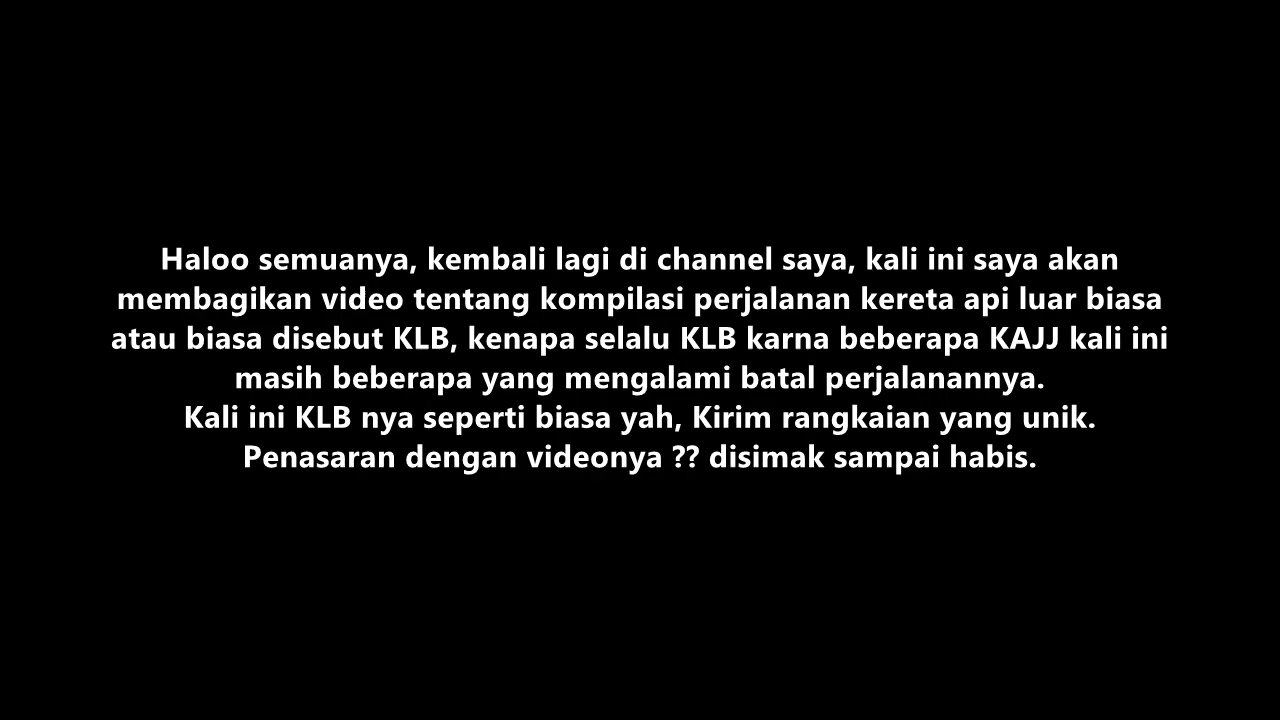 Haloo semuanya, kembali lagi di channel saya, kali ini saya akan
membagikan video tentang kompilasi perjalanan kereta api luar biasa
atau biasa disebut KLB, kenapa selalu KLB karna beberapa KAJJ kali ini
masih beberapa yang mengalami batal perjalanannya.
Kali ini KLB nya seperti biasa yah, Kirim rangkaian yang unik.
Penasaran dengan videonya ?? disimak sampai habis.